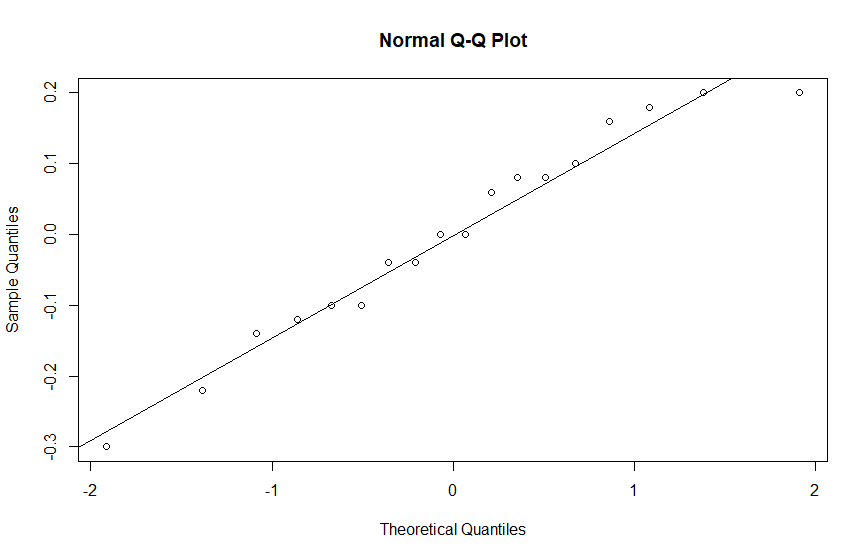 Normal Q-Q Plot
0.2
0.1
0.0
-0.1
-0.2
-0.3
Sample Quantiles
-2 -1 0 1 2
Theoretical Quantiles